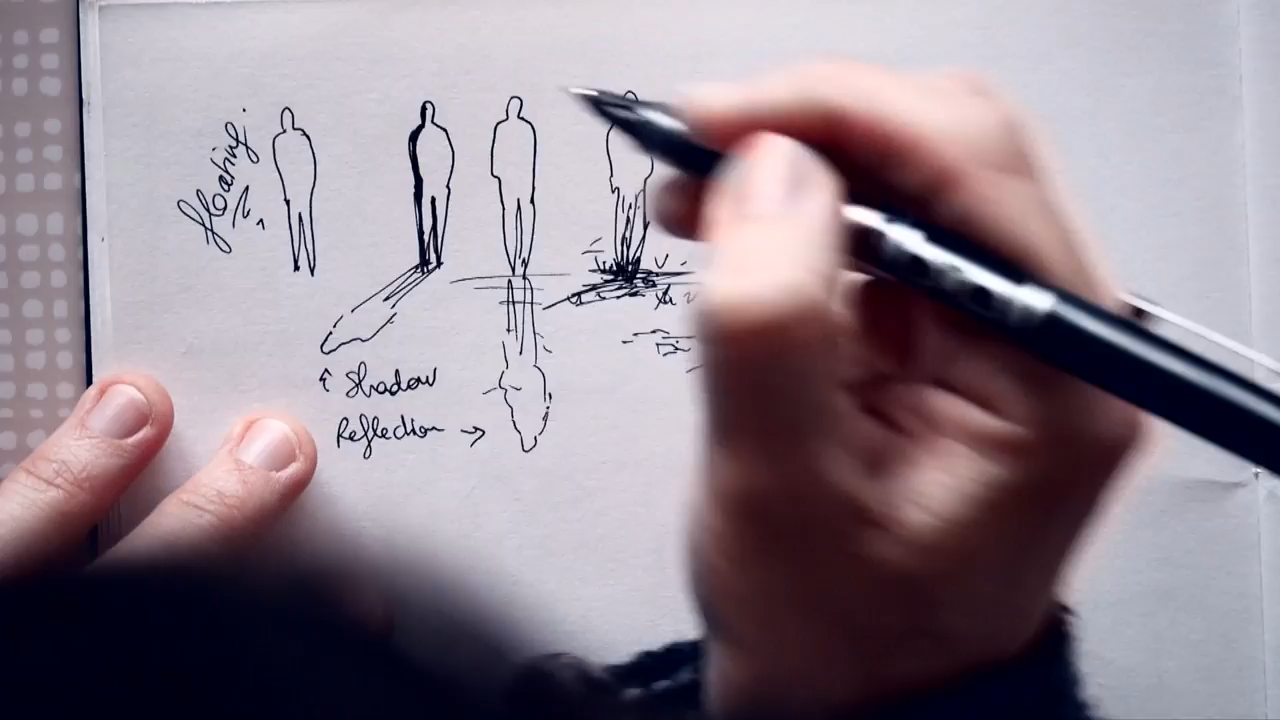 floating.
↑ Shadow
Reflection →